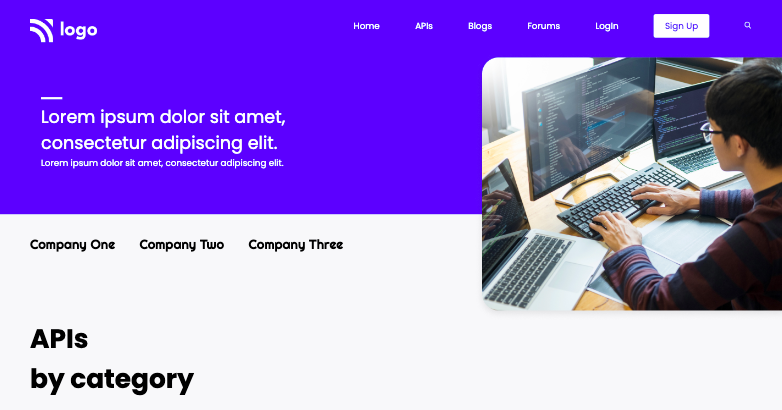 logo
Home APIs Blogs Forums Login Sign Up
Lorem ipsum dolor sit amet,
consectetur adipiscing elit.
Lorem ipsum dolor sit amet, consectetur adipiscing elit.
Company One Company Two Company Three
APIs
by category